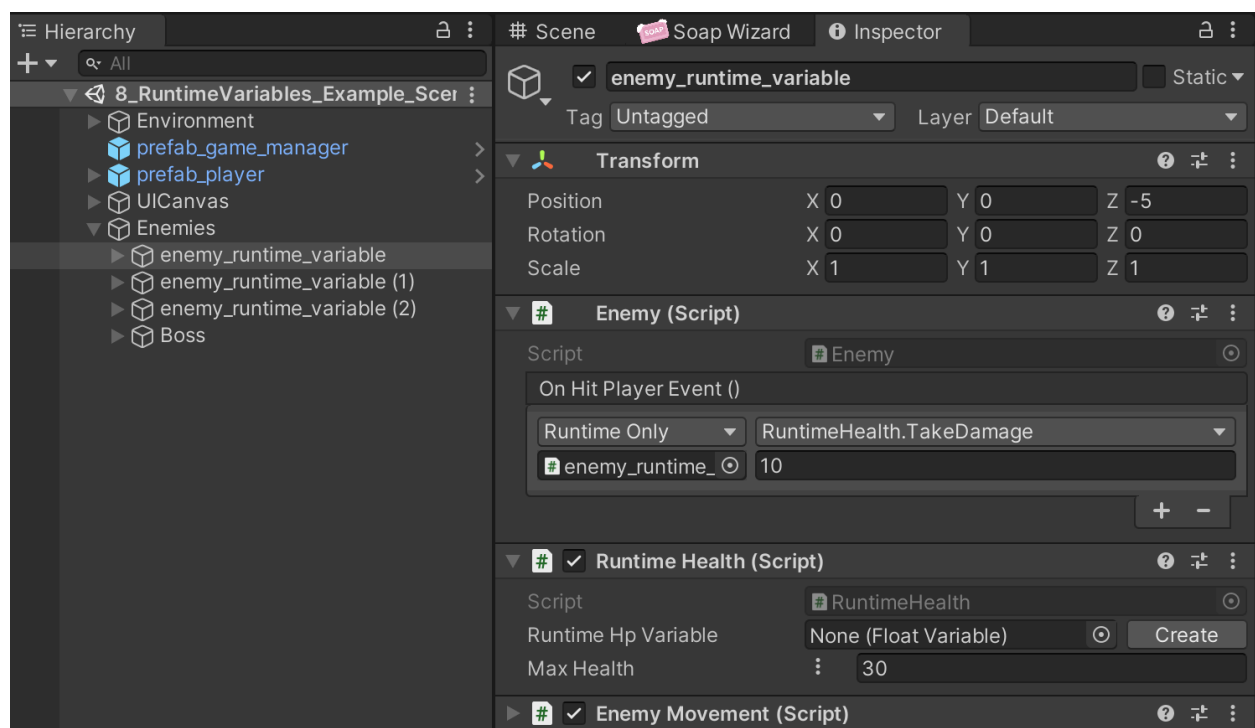 Hierarchy
All
8_RuntimeVariables_Example_Scer
Environment
prefab_game_manager
prefab_player
UICanvas
Enemies
enemy_runtime_variable
enemy_runtime_variable (1)
enemy_runtime_variable (2)
Boss
Scene SOAP Soap Wizard Inspector
enemy_runtime_variable Static
Tag Untagged Layer Default
Transform
Position X 0 Y 0 Z -5
Rotation X 0 Y 0 Z 0
Scale X 1 Y 1 Z 1
# Enemy (Script)
Script # Enemy
On Hit Player Event ()
Runtime Only RuntimeHealth.TakeDamage
# enemy_runtime_ 10
+ -
# Runtime Health (Script)
Script # RuntimeHealth
Runtime Hp Variable None (Float Variable) Create
Max Health 30
# Enemy Movement (Script)